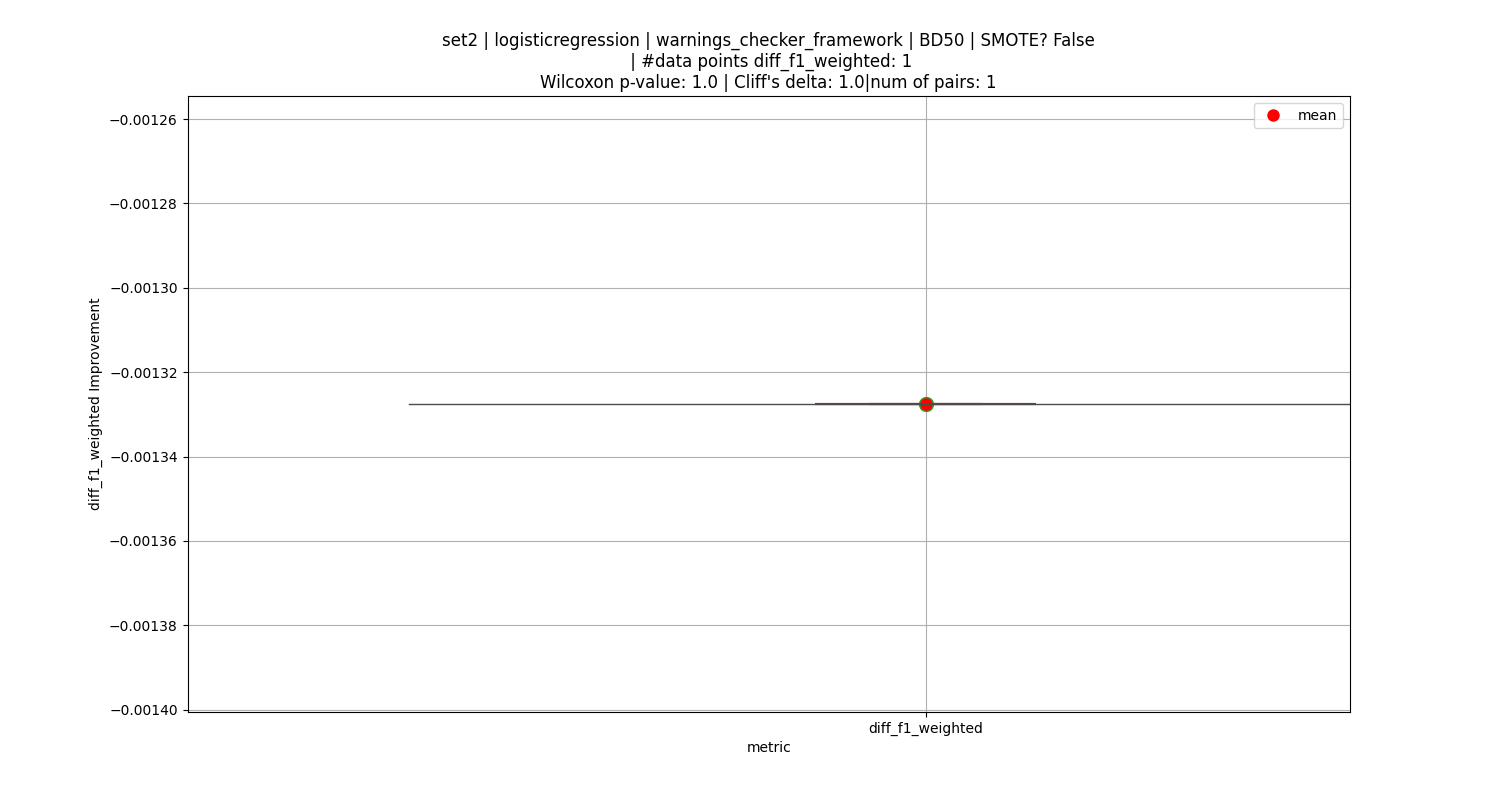 set2 | logisticregression | warnings_checker_framework | BD50 | SMOTE? False
| #data points diff_f1_weighted: 1
Wilcoxon p-value: 1.0 | Cliff's delta: 1.0|num of pairs: 1
mean
−0.00126
−0.00128
−0.00130
−0.00132
−0.00134
−0.00136
−0.00138
−0.00140
diff_f1_weighted Improvement
diff_f1_weighted
metric